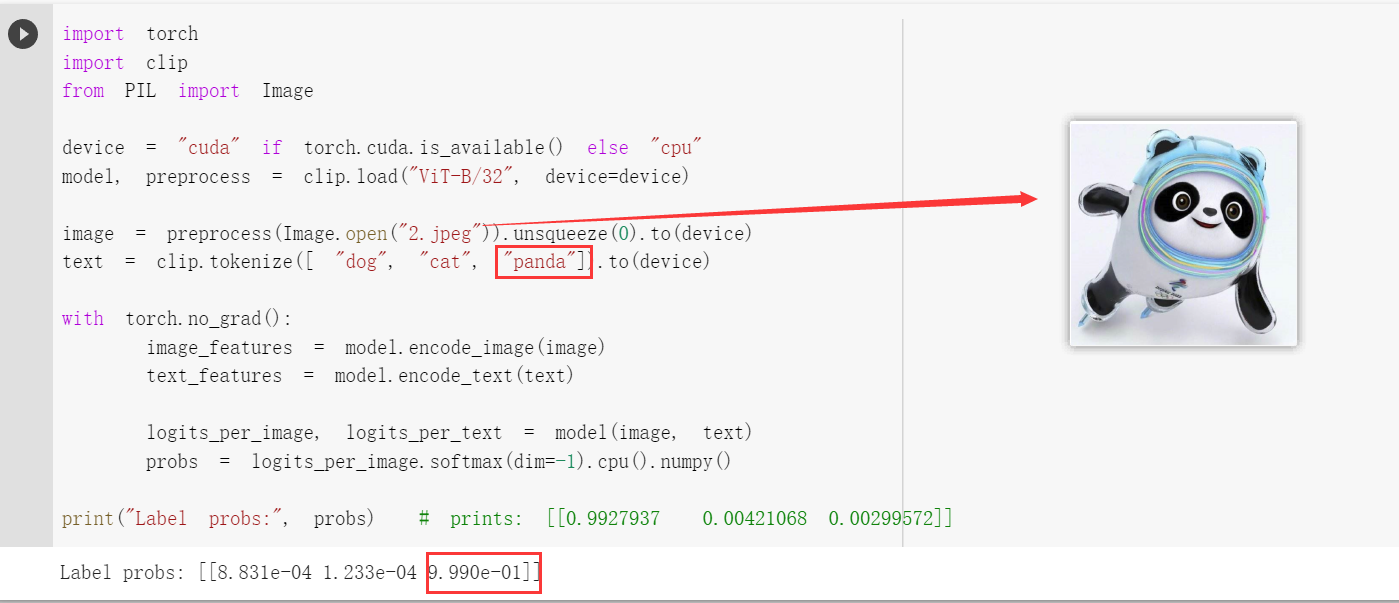 import torch
import clip
from PIL import Image
device = "cuda" if torch.cuda.is_available() else "cpu"
model, preprocess = clip.load("ViT-B/32", device=device)
image = preprocess(Image.open("2.jpeg")).unsqueeze(0).to(device)
text = clip.tokenize([ "dog", "cat", "panda"]).to(device)
with torch.no_grad():
image_features = model.encode_image(image)
text_features = model.encode_text(text)
logits_per_image, logits_per_text = model(image, text)
probs = logits_per_image.softmax(dim=-1).cpu().numpy()
print("Label probs:", probs) # prints: [[0.9927937 0.00421068 0.00299572]]
Label probs: [[8.831e-04 1.233e-04 9.990e-01]]